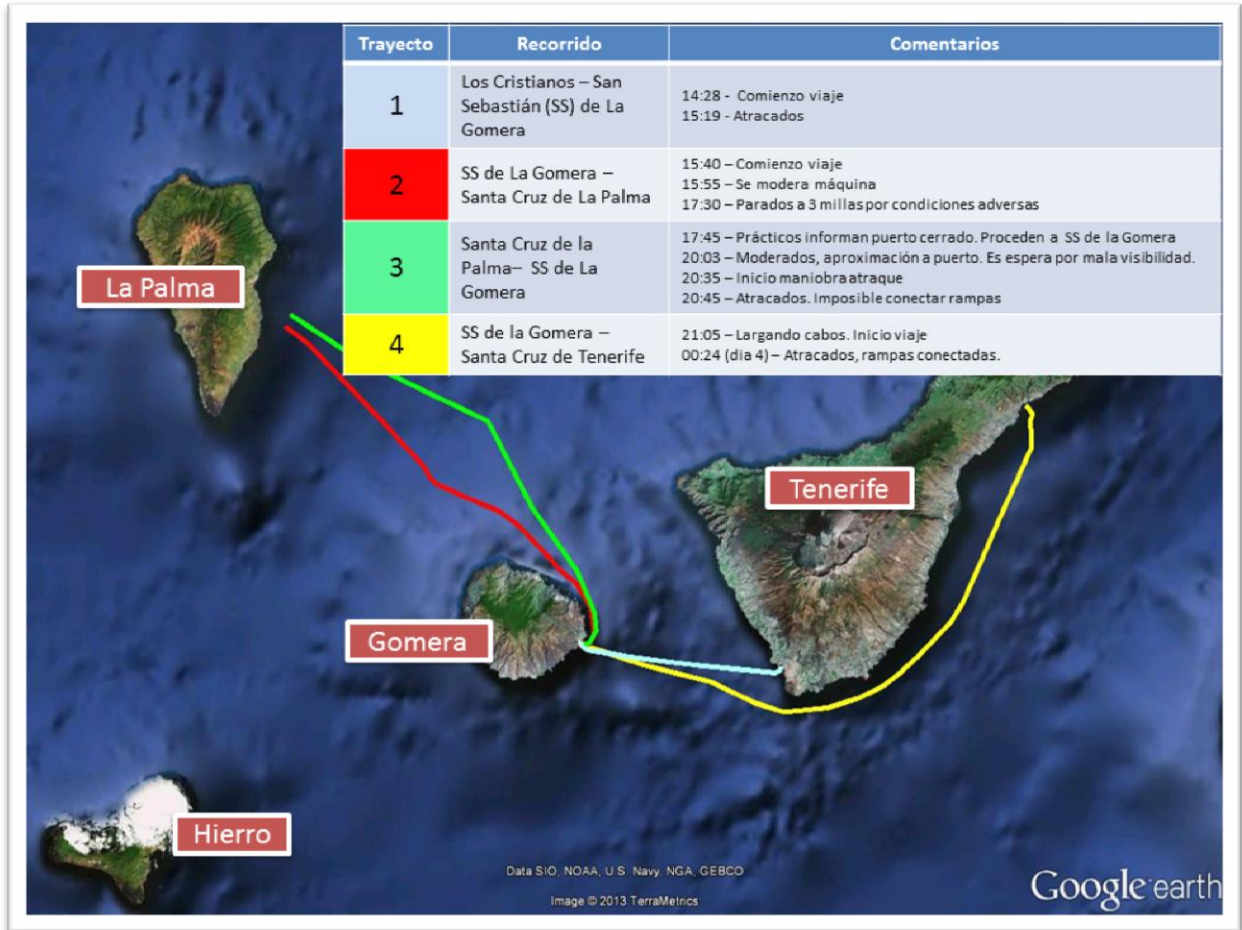 Trayecto Recorrido Comentarios
1
Los Cristianos – San
Sebastián (SS) de La
Gomera
14:28 - Comienzo viaje
15:19 - Atracados
2
SS de La Gomera –
Santa Cruz de La Palma
15:40 – Comienzo viaje
15:55 – Se modera máquina
17:30 – Parados a 3 millas por condiciones adversas
3
Santa Cruz de la
Palma– SS de La
Gomera
17:45 – Prácticos informan puerto cerrado. Proceden a SS de la Gomera
20:03 – Moderados, aproximación a puerto. Es espera por mala visibilidad.
20:35 – Inicio maniobra atraque
20:45 – Atracados. Imposible conectar rampas
4
SS de la Gomera –
Santa Cruz de Tenerife
21:05 – Largando cabos. Inicio viaje
00:24 (dia 4) – Atracados, rampas conectadas.
La Palma
Tenerife
Gomera
Hierro
Data SIO, NOAA, U.S. Navy, NGA, GEBCO
Image © 2013 TerraMetrics
Google earth